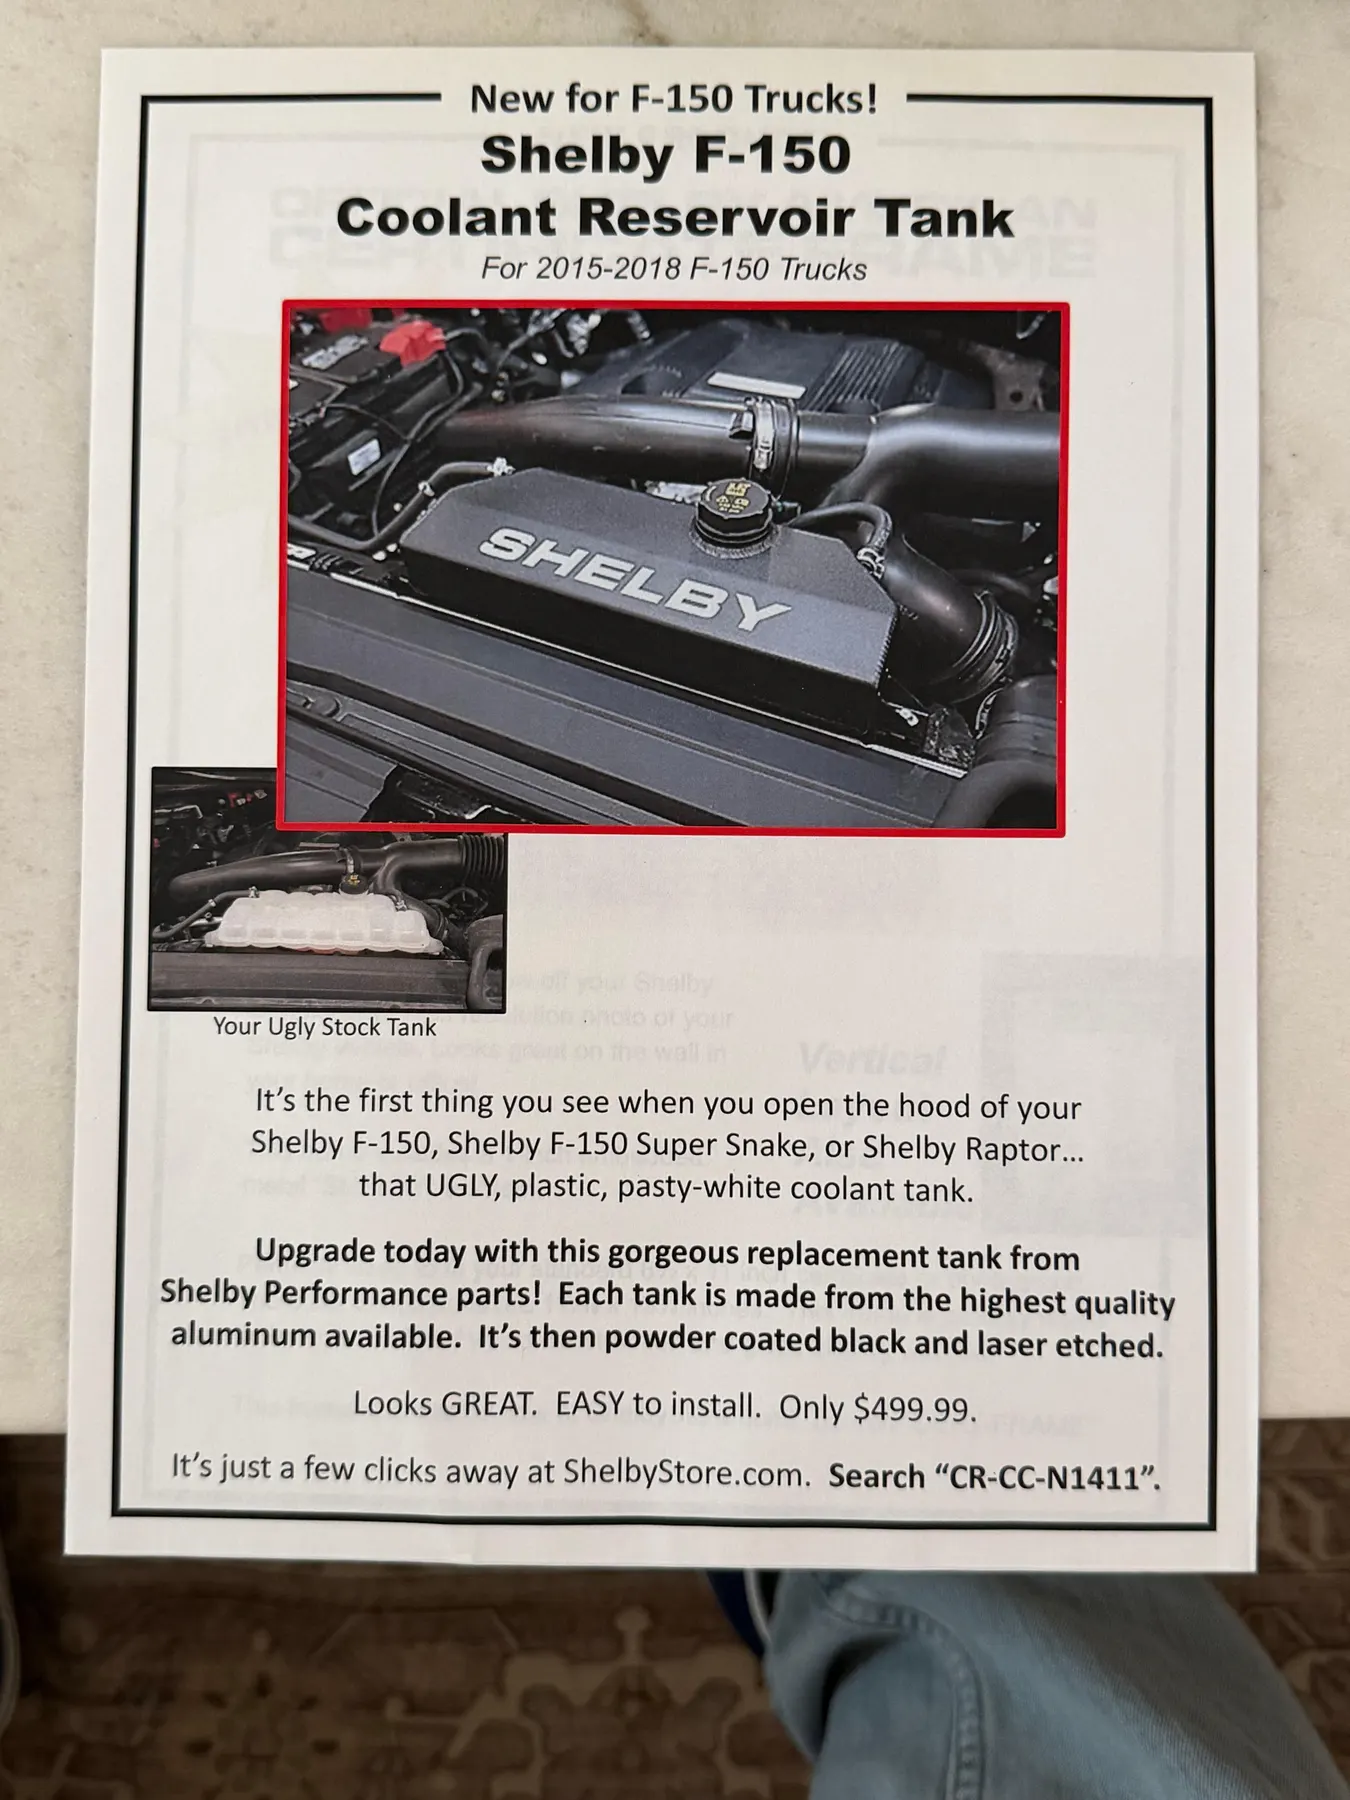 New for F-150 Trucks!
Shelby F-150
Coolant Reservoir Tank
For 2015-2018 F-150 Trucks
SHELBY
Your Ugly Stock Tank
It's the first thing you see when you open the hood of your
Shelby F-150, Shelby F-150 Super Snake, or Shelby Raptor...
that UGLY, plastic, pasty-white coolant tank.
Upgrade today with this gorgeous replacement tank from
Shelby Performance parts! Each tank is made from the highest quality
aluminum available. It's then powder coated black and laser etched.
Looks GREAT. EASY to install. Only $499.99.
It's just a few clicks away at ShelbyStore.com. Search “CR-CC-N1411”.